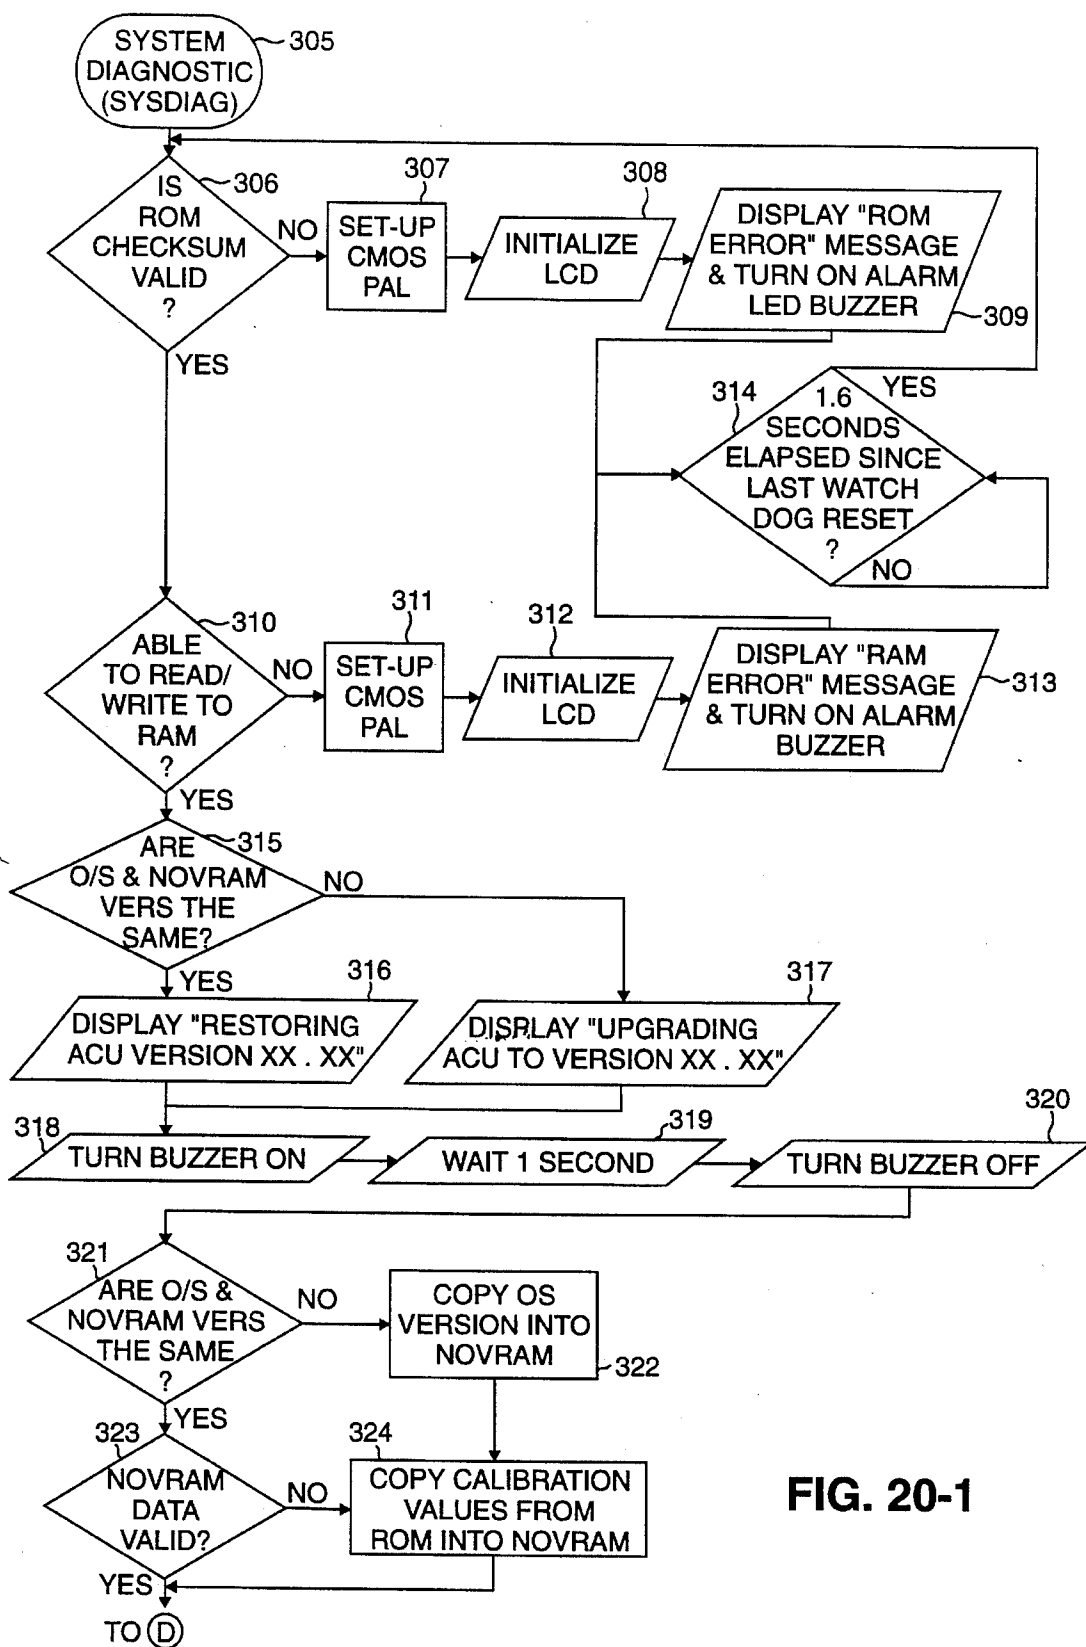 SYSTEM
DIAGNOSTIC
(SYSDIAG)
305
IS
ROM
CHECKSUM
VALID
?
306
NO
YES
307
SET-UP
CMOS
PAL
308
INITIALIZE
LCD
DISPLAY "ROM
ERROR" MESSAGE
& TURN ON ALARM
LED BUZZER
309
314
1.6
SECONDS
ELAPSED SINCE
LAST WATCH
DOG RESET
?
YES
NO
310
ABLE
TO READ/
WRITE TO
RAM
?
NO
YES
311
SET-UP
CMOS
PAL
312
INITIALIZE
LCD
DISPLAY "RAM
ERROR" MESSAGE
& TURN ON ALARM
BUZZER
313
315
ARE
O/S & NOVRAM
VERS THE
SAME?
NO
YES
316
DISPLAY "RESTORING
ACU VERSION XX . XX"
317
DISPLAY "UPGRADING
ACU TO VERSION XX . XX"
318
TURN BUZZER ON
319
WAIT 1 SECOND
320
TURN BUZZER OFF
321
ARE O/S &
NOVRAM VERS
THE SAME
?
NO
YES
COPY OS
VERSION INTO
NOVRAM
322
323
NOVRAM
DATA
VALID?
NO
YES
324
COPY CALIBRATION
VALUES FROM
ROM INTO NOVRAM
TO D
FIG. 20-1